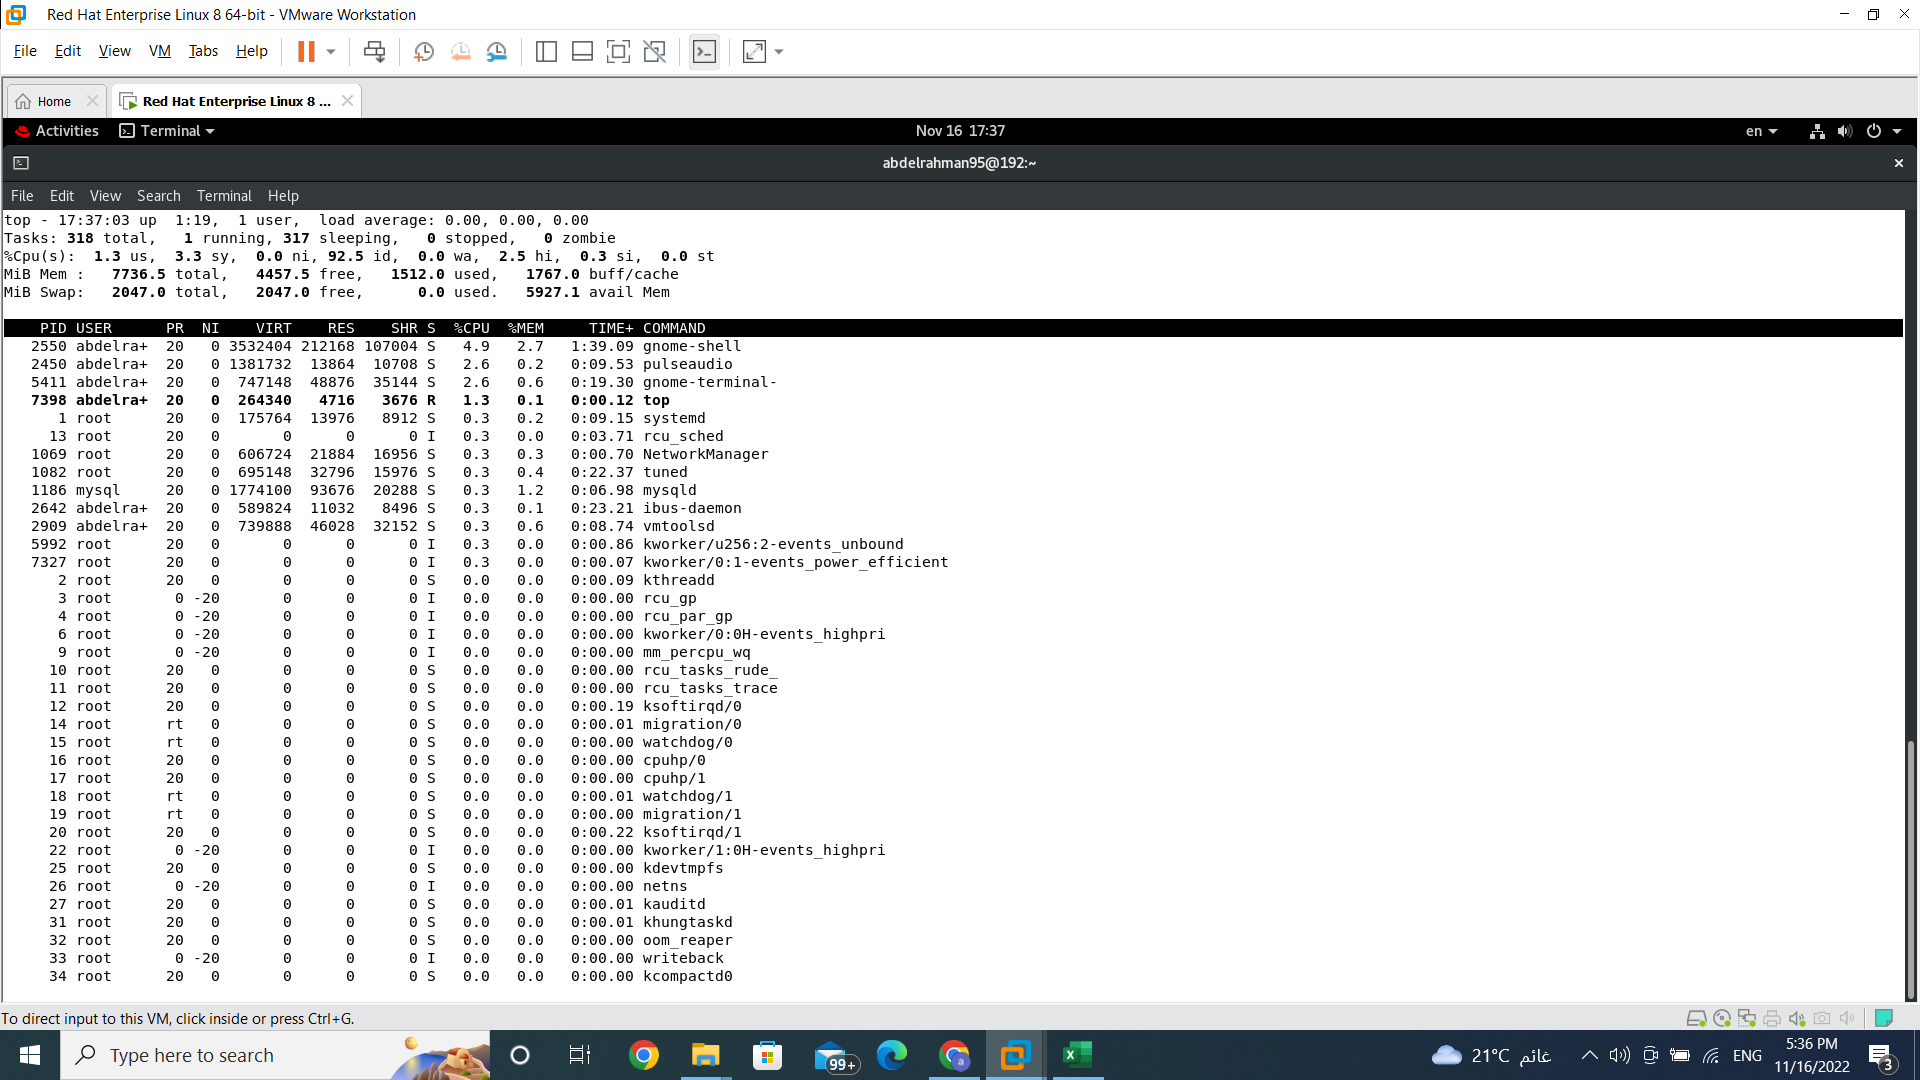 Red Hat Enterprise Linux 8 64-bit - VMware Workstation
File Edit View VM Tabs Help
Home Red Hat Enterprise Linux 8 ...
Activities Terminal Nov 16 17:37 en
abdelrahman95@192:~
File Edit View Search Terminal Help
top - 17:37:03 up  1:19,  1 user,  load average: 0.00, 0.00, 0.00
Tasks: 318 total,   1 running, 317 sleeping,   0 stopped,   0 zombie
%Cpu(s):  1.3 us,  3.3 sy,  0.0 ni, 92.5 id,  0.0 wa,  2.5 hi,  0.3 si,  0.0 st
MiB Mem :   7736.5 total,   4457.5 free,   1512.0 used,   1767.0 buff/cache
MiB Swap:   2047.0 total,   2047.0 free,      0.0 used.   5927.1 avail Mem
PID USER PR NI VIRT RES SHR S %CPU %MEM TIME+ COMMAND
2550 abdelra+ 20 0 3532404 212168 107004 S 4.9 2.7 1:39.09 gnome-shell
2450 abdelra+ 20 0 1381732 13864 10708 S 2.6 0.2 0:09.53 pulseaudio
5411 abdelra+ 20 0 747148 48876 35144 S 2.6 0.6 0:19.30 gnome-terminal-
7398 abdelra+ 20 0 264340 4716 3676 R 1.3 0.1 0:00.12 top
1 root 20 0 175764 13976 8912 S 0.3 0.2 0:09.15 systemd
13 root 20 0 0 0 0 I 0.3 0.0 0:03.71 rcu_sched
1069 root 20 0 606724 21884 16956 S 0.3 0.3 0:00.70 NetworkManager
1082 root 20 0 695148 32796 15976 S 0.3 0.4 0:22.37 tuned
1186 mysql 20 0 1774100 93676 20288 S 0.3 1.2 0:06.98 mysqld
2642 abdelra+ 20 0 589824 11032 8496 S 0.3 0.1 0:23.21 ibus-daemon
2909 abdelra+ 20 0 739888 46028 32152 S 0.3 0.6 0:08.74 vmtoolsd
5992 root 20 0 0 0 0 I 0.3 0.0 0:00.86 kworker/u256:2-events_unbound
7327 root 20 0 0 0 0 I 0.3 0.0 0:00.07 kworker/0:1-events_power_efficient
2 root 20 0 0 0 0 S 0.0 0.0 0:00.09 kthreadd
3 root 0 -20 0 0 0 I 0.0 0.0 0:00.00 rcu_gp
4 root 0 -20 0 0 0 I 0.0 0.0 0:00.00 rcu_par_gp
6 root 0 -20 0 0 0 I 0.0 0.0 0:00.00 kworker/0:0H-events_highpri
9 root 0 -20 0 0 0 I 0.0 0.0 0:00.00 mm_percpu_wq
10 root 20 0 0 0 0 S 0.0 0.0 0:00.00 rcu_tasks_rude_
11 root 20 0 0 0 0 S 0.0 0.0 0:00.00 rcu_tasks_trace
12 root 20 0 0 0 0 S 0.0 0.0 0:00.19 ksoftirqd/0
14 root rt 0 0 0 0 S 0.0 0.0 0:00.01 migration/0
15 root rt 0 0 0 0 S 0.0 0.0 0:00.00 watchdog/0
16 root 20 0 0 0 0 S 0.0 0.0 0:00.00 cpuhp/0
17 root 20 0 0 0 0 S 0.0 0.0 0:00.00 cpuhp/1
18 root rt 0 0 0 0 S 0.0 0.0 0:00.01 watchdog/1
19 root rt 0 0 0 0 S 0.0 0.0 0:00.00 migration/1
20 root 20 0 0 0 0 S 0.0 0.0 0:00.22 ksoftirqd/1
22 root 0 -20 0 0 0 I 0.0 0.0 0:00.00 kworker/1:0H-events_highpri
25 root 20 0 0 0 0 S 0.0 0.0 0:00.00 kdevtmpfs
26 root 0 -20 0 0 0 I 0.0 0.0 0:00.00 netns
27 root 20 0 0 0 0 S 0.0 0.0 0:00.01 kauditd
31 root 20 0 0 0 0 S 0.0 0.0 0:00.01 khungtaskd
32 root 20 0 0 0 0 S 0.0 0.0 0:00.00 oom_reaper
33 root 0 -20 0 0 0 I 0.0 0.0 0:00.00 writeback
34 root 20 0 0 0 0 S 0.0 0.0 0:00.00 kcompactd0
To direct input to this VM, click inside or press Ctrl+G.
Type here to search 99+ a 21°C غائم ENG 5:36 PM
11/16/2022 3